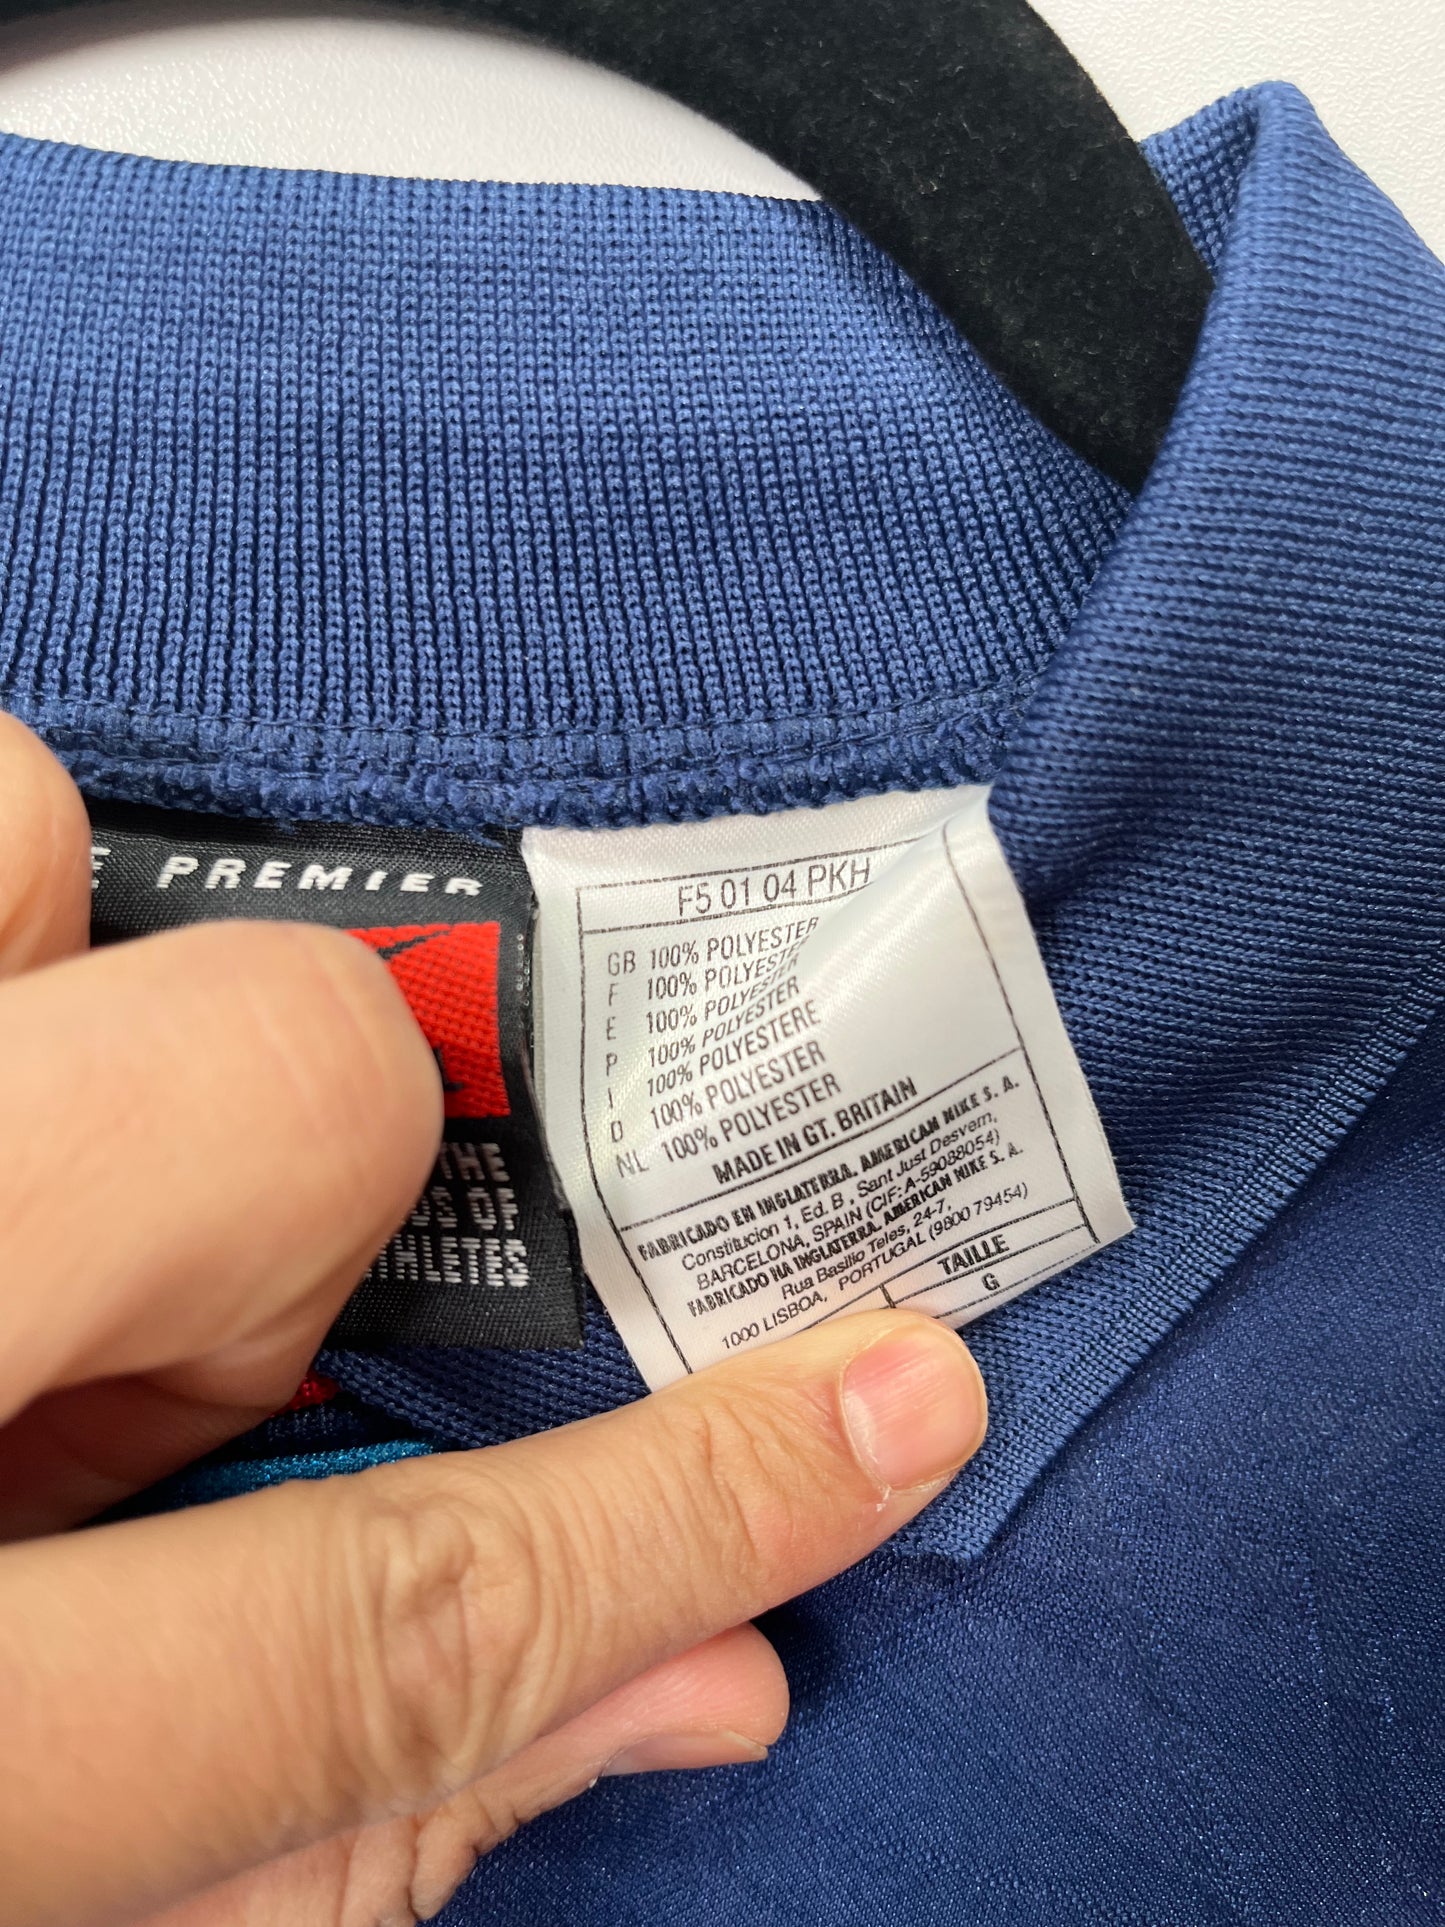 PREMIER
THE
OF
ATHLETES
F5 01 04 PKH
GB 100% POLYESTER
F 100% POLYESTER
E 100% POLYESTER
P 100% POLYESTER
I 100% POLYESTERE
D 100% POLYESTER
NL 100% POLYESTER
MADE IN GT. BRITAIN
FABRICADO EN INGLATERRA. AMERICAN NIKE S. A.
Constitucion 1, Ed. B, Sant Just Desvern,
BARCELONA, SPAIN (CIF: A-59088054)
FABRICADO NA INGLATERRA. AMERICAN NIKE S. A.
Rua Basilio Teles, 24-7,
1000 LISBOA, PORTUGAL (9800 79454)
TAILLE
G